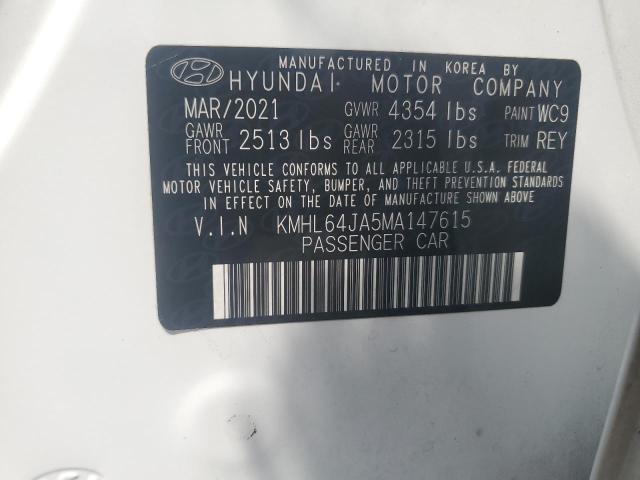 MANUFACTURED IN KOREA BY
HYUNDAI MOTOR COMPANY
MAR/2021 GVWR 4354 lbs PAINT WC9
GAWR FRONT 2513 lbs GAWR REAR 2315 lbs TRIM REY
THIS VEHICLE CONFORMS TO ALL APPLICABLE U.S.A. FEDERAL
MOTOR VEHICLE SAFETY, BUMPER, AND THEFT PREVENTION STANDARDS
IN EFFECT ON THE DATE OF MANUFACTURE SHOWN ABOVE
V.I.N KMHL64JA5MA147615
PASSENGER CAR